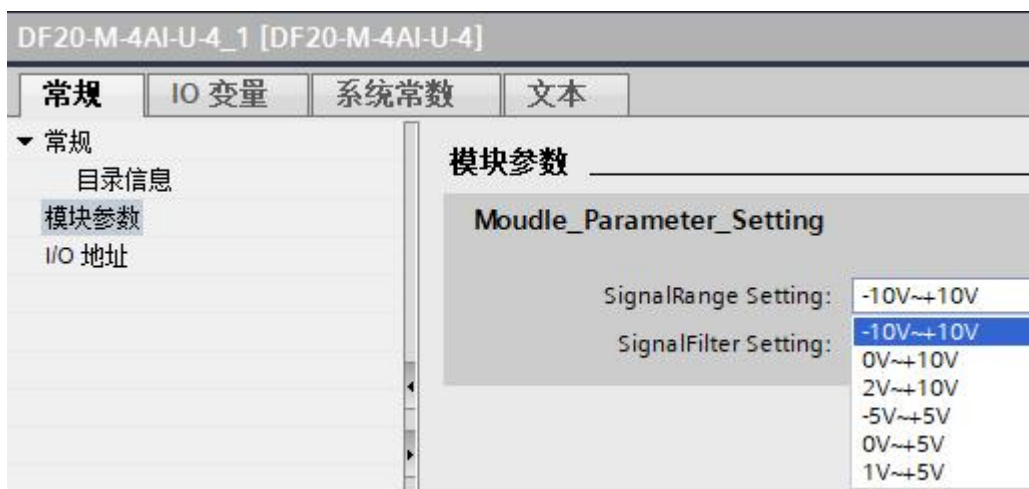 DF20-M-4AI-U-4_1 [DF20-M-4AI-U-4]
常规 IO 变量 系统常数 文本
常规
目录信息
模块参数
I/O 地址
模块参数
Moudle_Parameter_Setting
SignalRange Setting: -10V~+10V
SignalFilter Setting:
-10V~+10V
0V~+10V
2V~+10V
-5V~+5V
0V~+5V
1V~+5V